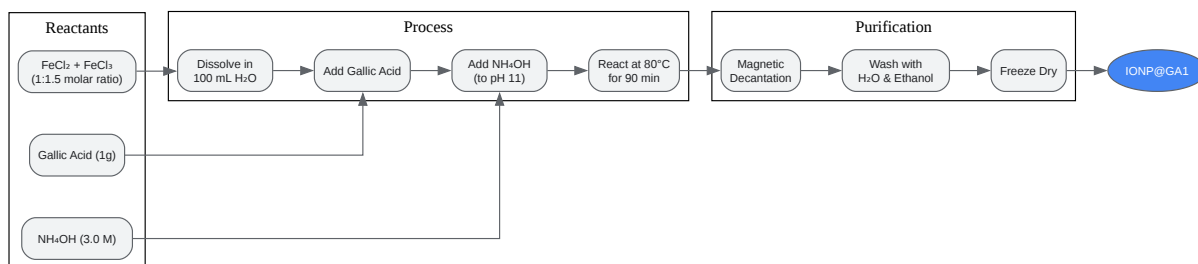 Reactants
FeCl₂ + FeCl₃
(1:1.5 molar ratio)
Gallic Acid (1g)
NH₄OH (3.0 M)
Process
Dissolve in
100 mL H₂O
Add Gallic Acid
Add NH₄OH
(to pH 11)
React at 80°C
for 90 min
Purification
Magnetic
Decantation
Wash with
H₂O & Ethanol
Freeze Dry
IONP@GA1